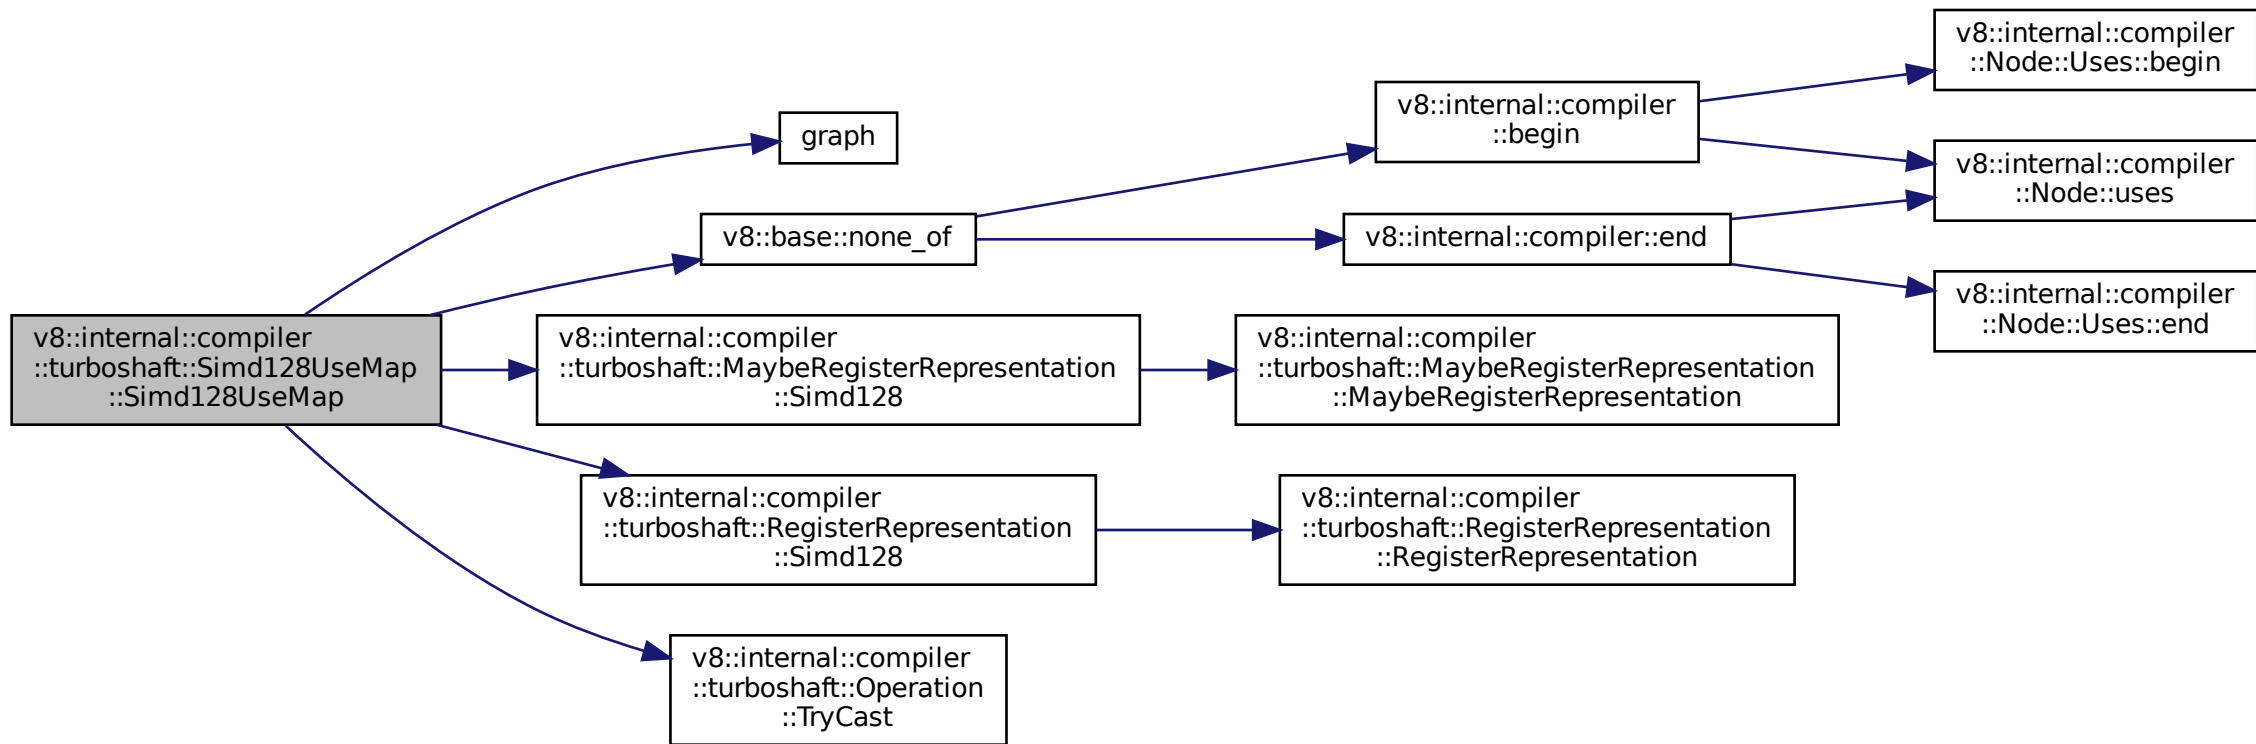 v8::internal::compiler
::turboshaft::Simd128UseMap
::Simd128UseMap
graph
v8::base::none_of
v8::internal::compiler
::begin
v8::internal::compiler
::Node::Uses::begin
v8::internal::compiler
::Node::uses
v8::internal::compiler::end
v8::internal::compiler
::Node::Uses::end
v8::internal::compiler
::turboshaft::MaybeRegisterRepresentation
::Simd128
v8::internal::compiler
::turboshaft::MaybeRegisterRepresentation
::MaybeRegisterRepresentation
v8::internal::compiler
::turboshaft::RegisterRepresentation
::Simd128
v8::internal::compiler
::turboshaft::RegisterRepresentation
::RegisterRepresentation
v8::internal::compiler
::turboshaft::Operation
::TryCast